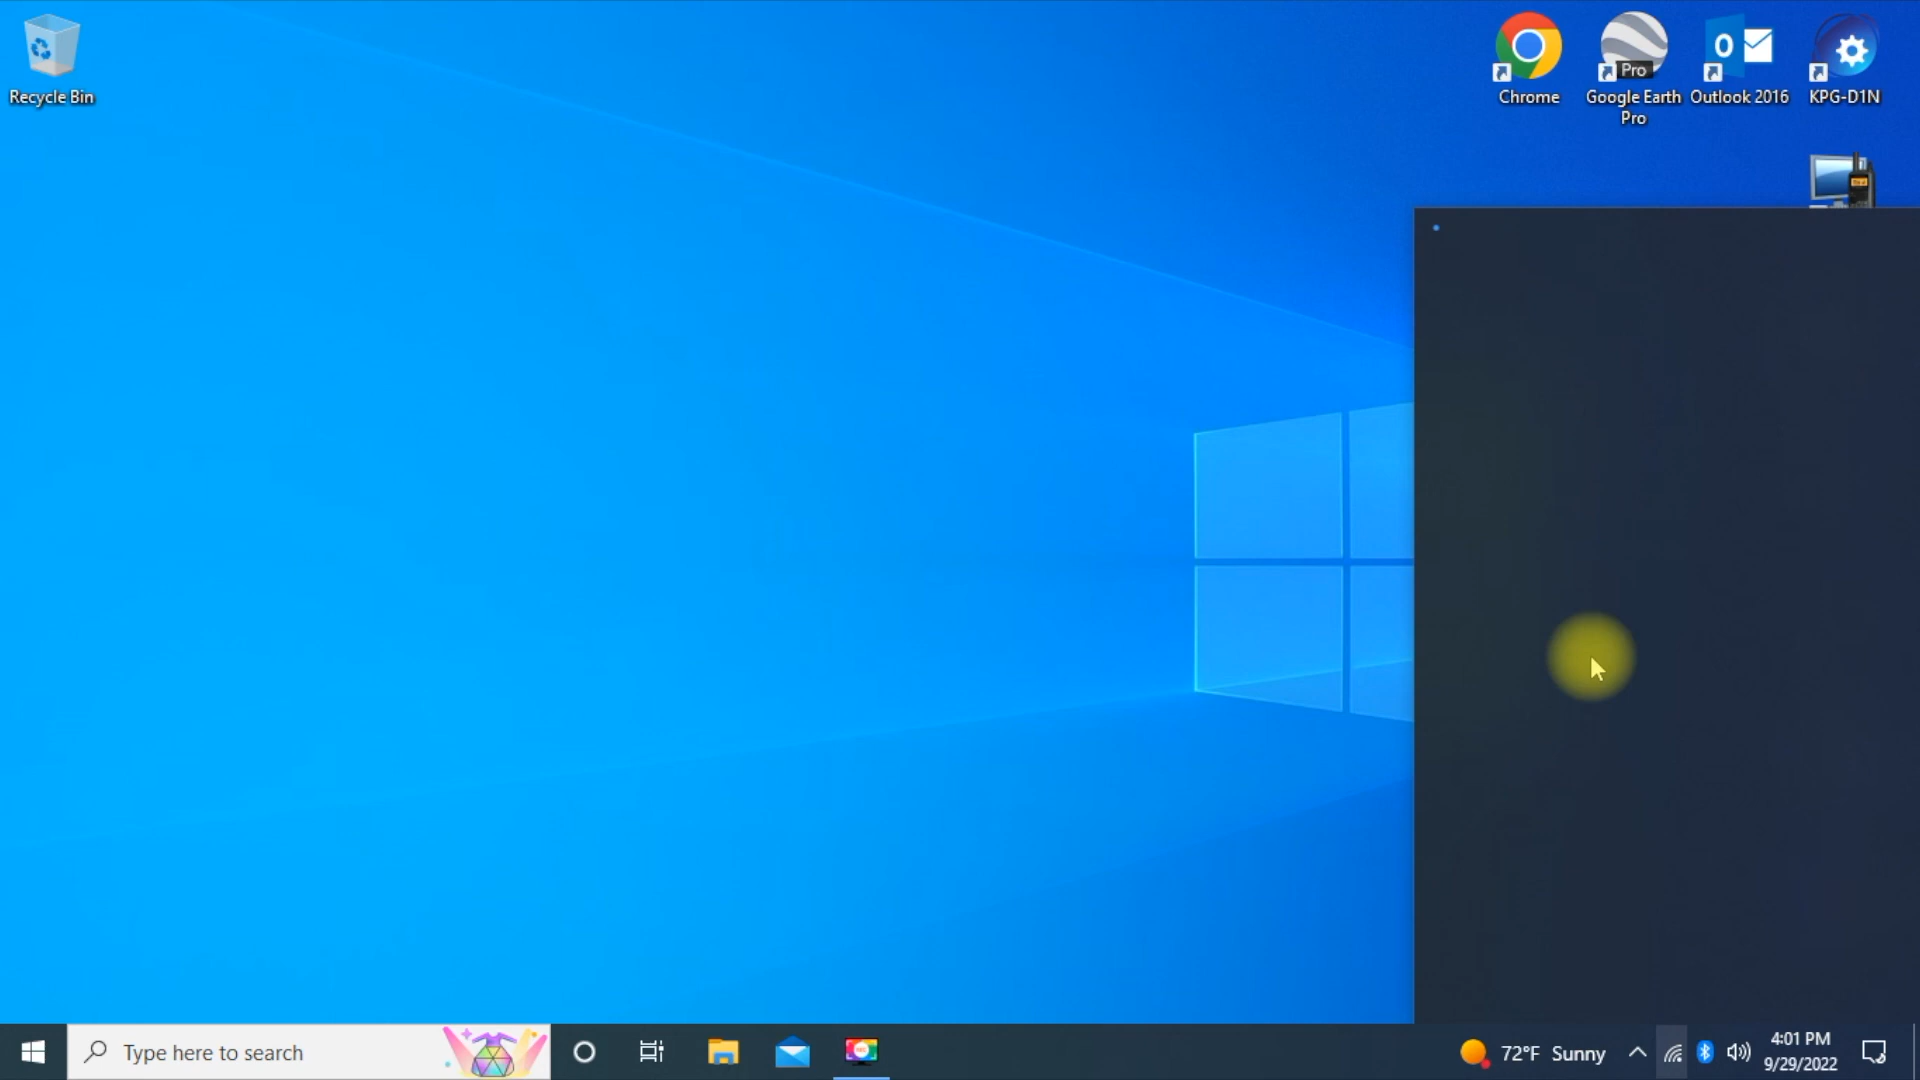 Recycle Bin
Chrome
Pro
Google Earth
Pro
O
Outlook 2016
KPG-D1N
Type here to search
72°F Sunny
4:01 PM
9/29/2022